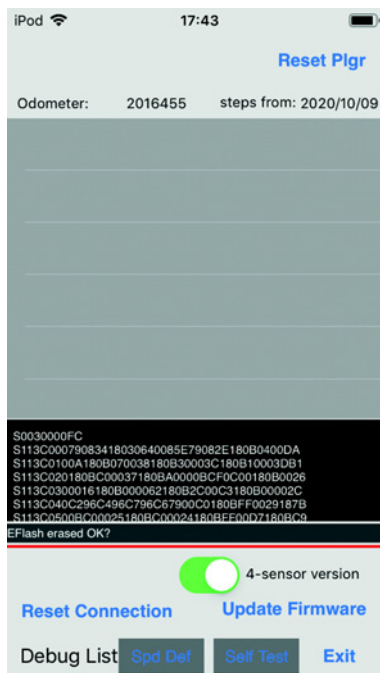 iPod 17:43
Reset Plgr
Odometer: 2016455 steps from: 2020/10/09
S0030000FC
S113C00079083418030640085E79082E180B0400DA
S113C0100A180B070038180B30003C180B10003DB1
S113C020180BC00037180BA0000BCF0C00180B0026
S113C0300016180B000062180B2C00C3180B00002C
S113C040C296C496C796C67900C0180BFF0029187B
S113C0500BC00025180BC00024180BFF00D7180BC9
EFlash erased OK?
4-sensor version
Reset Connection Update Firmware
Debug List Spd Def Self Test Exit